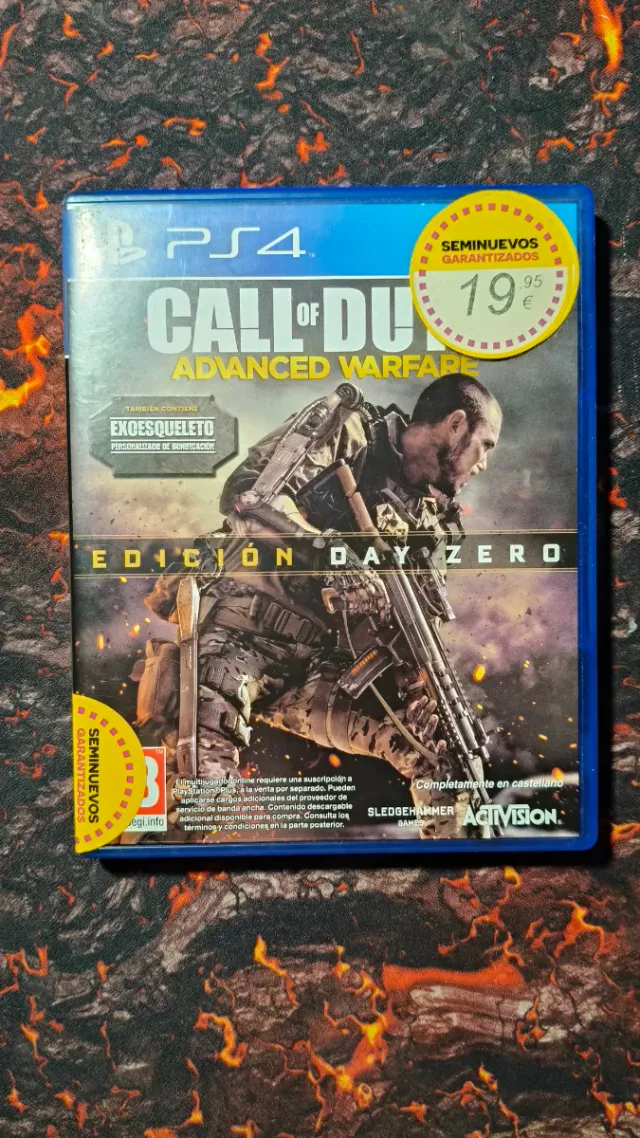 PS4
SEMINUEVOS
GARANTIZADOS
19.95
€
CALL OF DU
ADVANCED WARFARE
TAMBIÉN CONTIENE
EXOESQUELETO
PERSONALIZADO DE BONIFICACIÓN
EDICIÓN DAY ZERO
SEMINUEVOS
GARANTIZADOS
8
egi.info
El multijugador online requiere una suscripción a
PlayStation®Plus, a la venta por separado. Pueden
aplicarse cargos adicionales del proveedor de
servicio de banda ancha. Contenido descargable
adicional disponible para compra. Consulta los
términos y condiciones en la parte posterior.
Completamente en castellano
SLEDGEHAMMER
GAMES
ACTIVISION